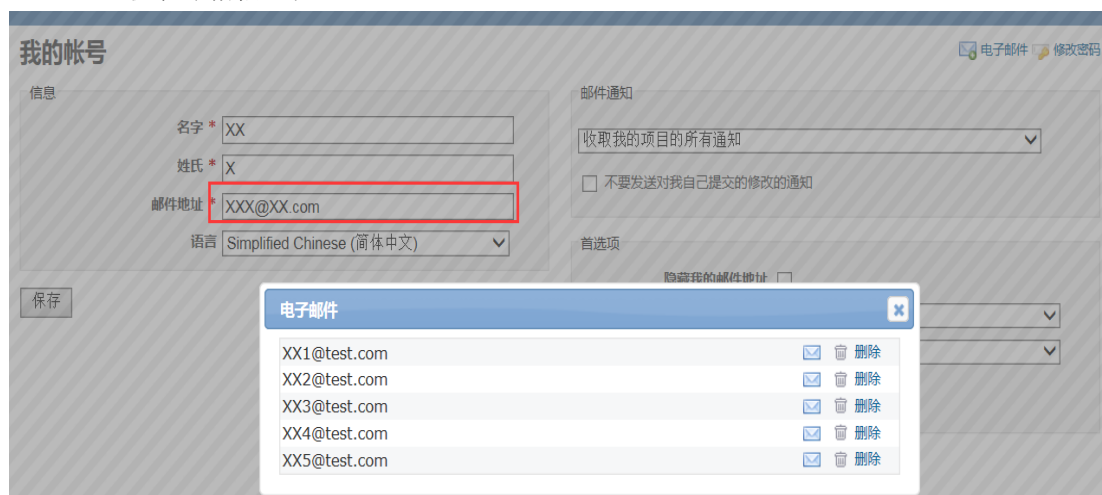 我的帐号
电子邮件 修改密码
信息
名字 * XX
姓氏 * X
邮件地址 * XXX@XX.com
语言 Simplified Chinese (简体中文)
保存
邮件通知
收取我的项目的所有通知
不要发送对我自己提交的修改的通知
首选项
隐藏我的邮件地址
电子邮件
XX1@test.com 删除
XX2@test.com 删除
XX3@test.com 删除
XX4@test.com 删除
XX5@test.com 删除